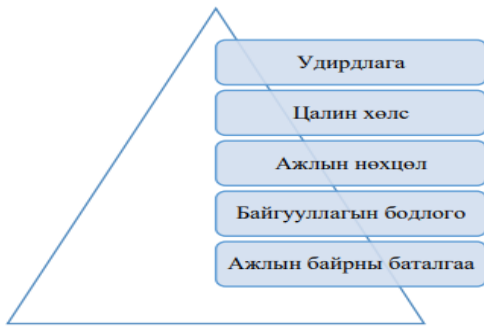 Удирдлага
Цалин хөлс
Ажлын нөхцөл
Байгууллагын бодлого
Ажлын байрны баталгаа